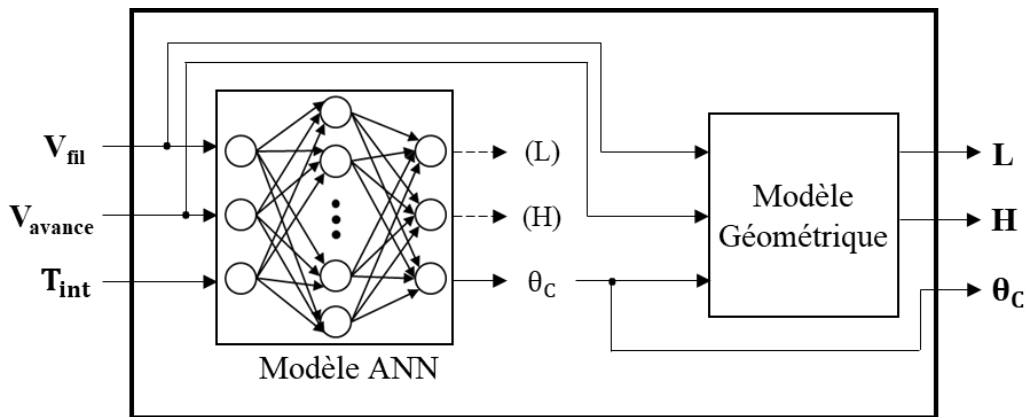 V_fil
V_avance
T_int
(L)
(H)
θ_C
Modèle ANN
Modèle
Géométrique
L
H
θ_C